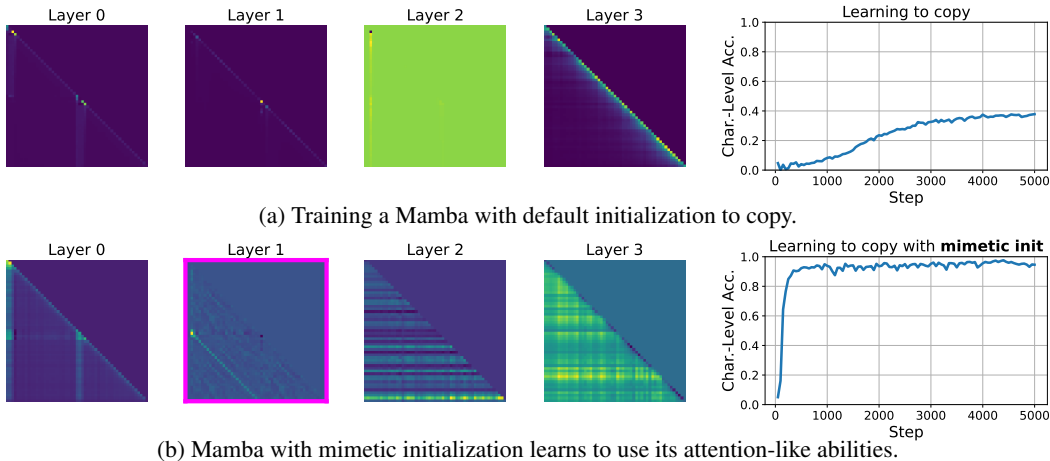 Layer 0 Layer 1 Layer 2 Layer 3 Learning to copy
Char.-Level Acc.
1.0
0.8
0.6
0.4
0.2
0.0
0 1000 2000 3000 4000 5000
Step
(a) Training a Mamba with default initialization to copy.
Layer 0 Layer 1 Layer 2 Layer 3 Learning to copy with mimetic init
Char.-Level Acc.
1.0
0.8
0.6
0.4
0.2
0.0
0 1000 2000 3000 4000 5000
Step
(b) Mamba with mimetic initialization learns to use its attention-like abilities.